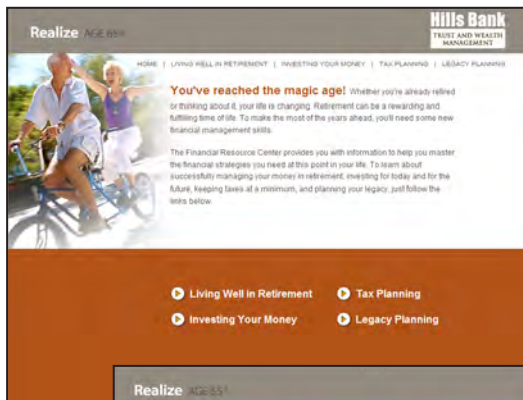 Realize AGE 65+
Hills Bank
TRUST AND WEALTH
MANAGEMENT
HOME | LIVING WELL IN RETIREMENT | INVESTING YOUR MONEY | TAX PLANNING | LEGACY PLANNING
You've reached the magic age! Whether you're already retired
or thinking about it, your life is changing. Retirement can be a rewarding and
fulfilling time of life. To make the most of the years ahead, you'll need some new
financial management skills.
The Financial Resource Center provides you with information to help you master
the financial strategies you need at this point in your life. To learn about
successfully managing your money in retirement, investing for today and for the
future, keeping taxes at a minimum, and planning your legacy, just follow the
links below.
Living Well in Retirement
Tax Planning
Investing Your Money
Legacy Planning
Realize AGE 65+